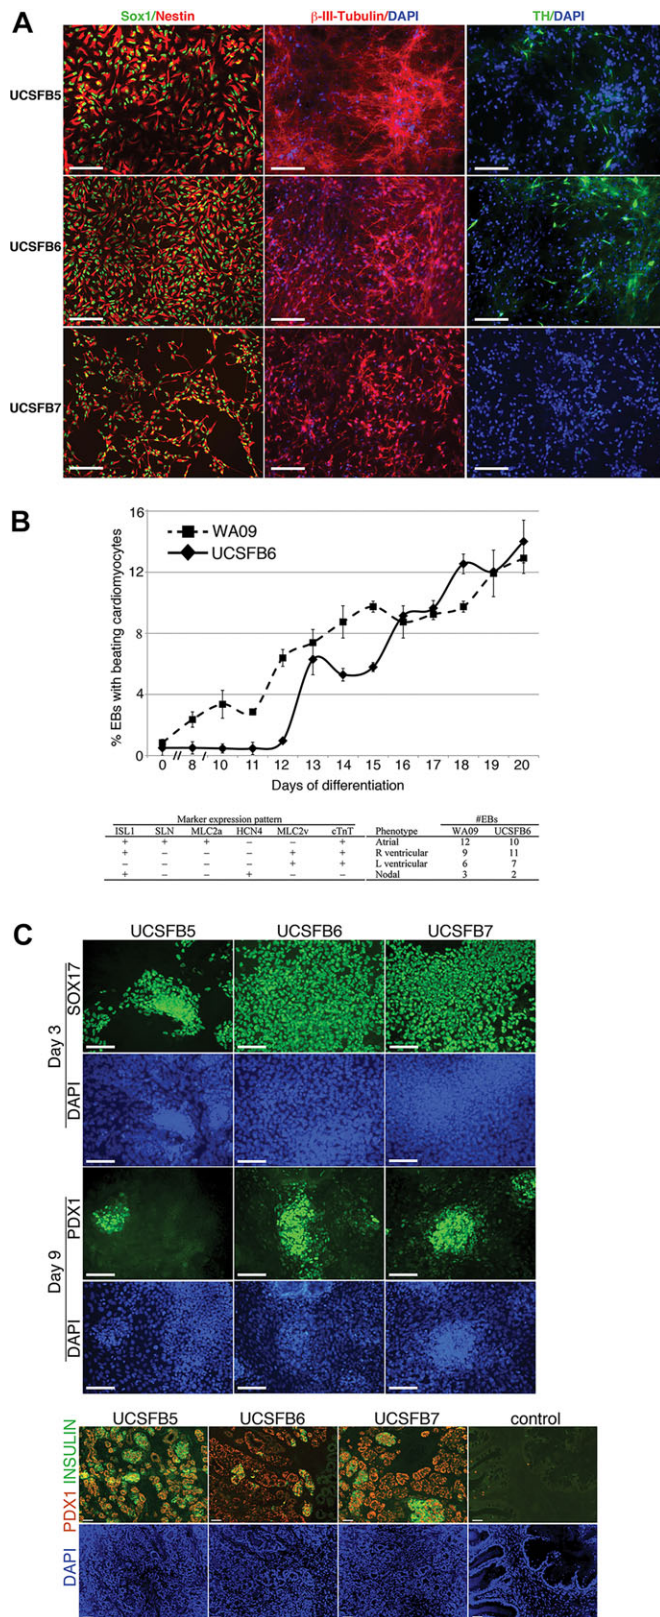 A
Sox1/Nestin
β-III-Tubulin/DAPI
TH/DAPI
UCSFB5
UCSFB6
UCSFB7
B
% EBs with beating cardiomyocytes
16
12
8
4
0
WA09
UCSFB6
0 8 10 11 12 13 14 15 16 17 18 19 20
Days of differentiation
Marker expression pattern #EBs
ISL1 SLN MLC2a HCN4 MLC2v cTnT Phenotype WA09 UCSFB6
+ + + – – + Atrial 12 10
+ – – – + + R ventricular 9 11
– – – – + + L ventricular 6 7
+ – – + – – Nodal 3 2
C
UCSFB5 UCSFB6 UCSFB7
Day 3
SOX17
DAPI
Day 9
PDX1
DAPI
UCSFB5 UCSFB6 UCSFB7 control
PDX1 INSULIN
DAPI